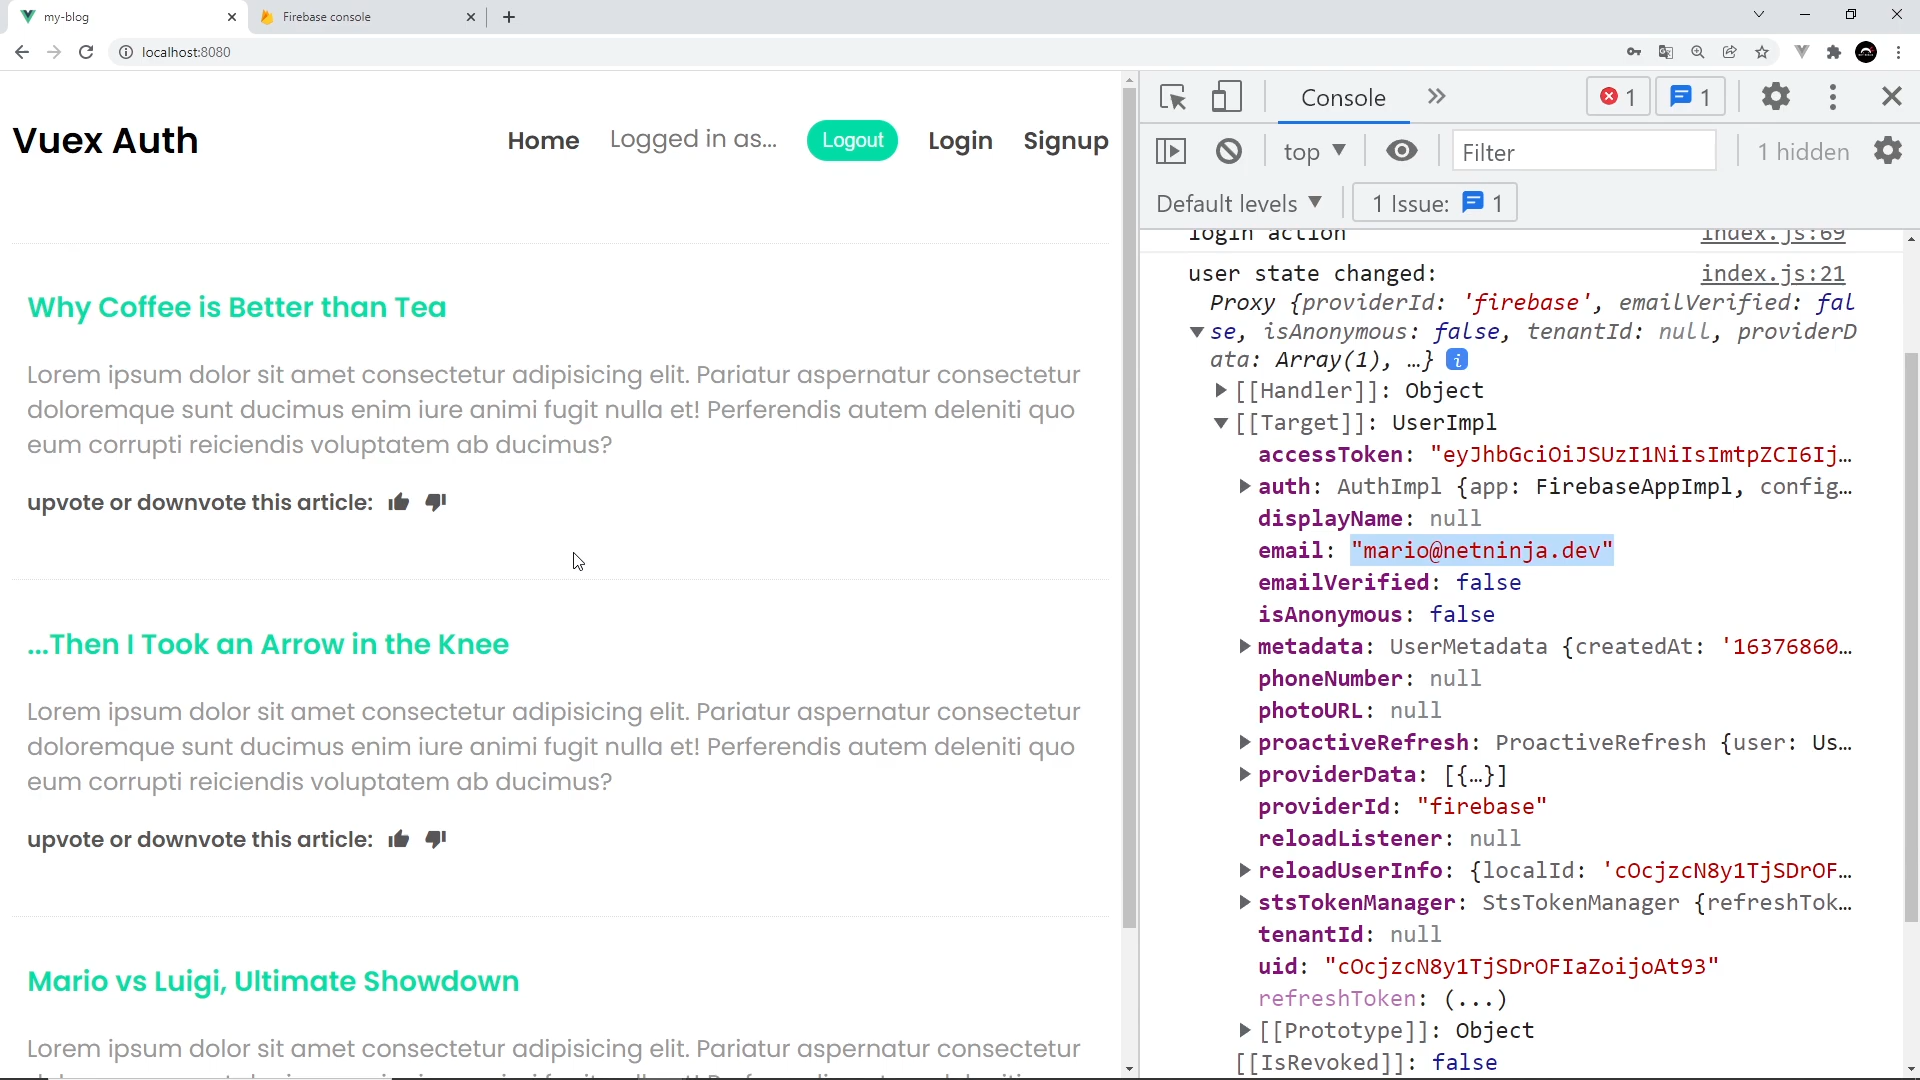 my-blog
Firebase console
localhost:8080
Vuex Auth
Home
Logged in as...
Logout
Login
Signup
Why Coffee is Better than Tea
Lorem ipsum dolor sit amet consectetur adipisicing elit. Pariatur aspernatur consectetur
doloremque sunt ducimus enim iure animi fugit nulla et! Perferendis autem deleniti quo
eum corrupti reiciendis voluptatem ab ducimus?
upvote or downvote this article:
...Then I Took an Arrow in the Knee
Lorem ipsum dolor sit amet consectetur adipisicing elit. Pariatur aspernatur consectetur
doloremque sunt ducimus enim iure animi fugit nulla et! Perferendis autem deleniti quo
eum corrupti reiciendis voluptatem ab ducimus?
upvote or downvote this article:
Mario vs Luigi, Ultimate Showdown
Lorem ipsum dolor sit amet consectetur adipisicing elit. Pariatur aspernatur consectetur
Console
1
1
top
Filter
1 hidden
Default levels
1 Issue: 1
login action index.js:69
user state changed: index.js:21
Proxy {providerId: 'firebase', emailVerified: fal
se, isAnonymous: false, tenantId: null, providerD
ata: Array(1), …} i
[[Handler]]: Object
[[Target]]: UserImpl
accessToken: "eyJhbGciOiJSUzI1NiIsImtpZCI6Ij…
auth: AuthImpl {app: FirebaseAppImpl, config…
displayName: null
email: "mario@netninja.dev"
emailVerified: false
isAnonymous: false
metadata: UserMetadata {createdAt: '16376860…
phoneNumber: null
photoURL: null
proactiveRefresh: ProactiveRefresh {user: Us…
providerData: [{…}]
providerId: "firebase"
reloadListener: null
reloadUserInfo: {localId: 'cOcjzcN8y1TjSDrOF…
stsTokenManager: StsTokenManager {refreshTok…
tenantId: null
uid: "cOcjzcN8y1TjSDrOFIaZoijoAt93"
refreshToken: (...)
[[Prototype]]: Object
[[IsRevoked]]: false